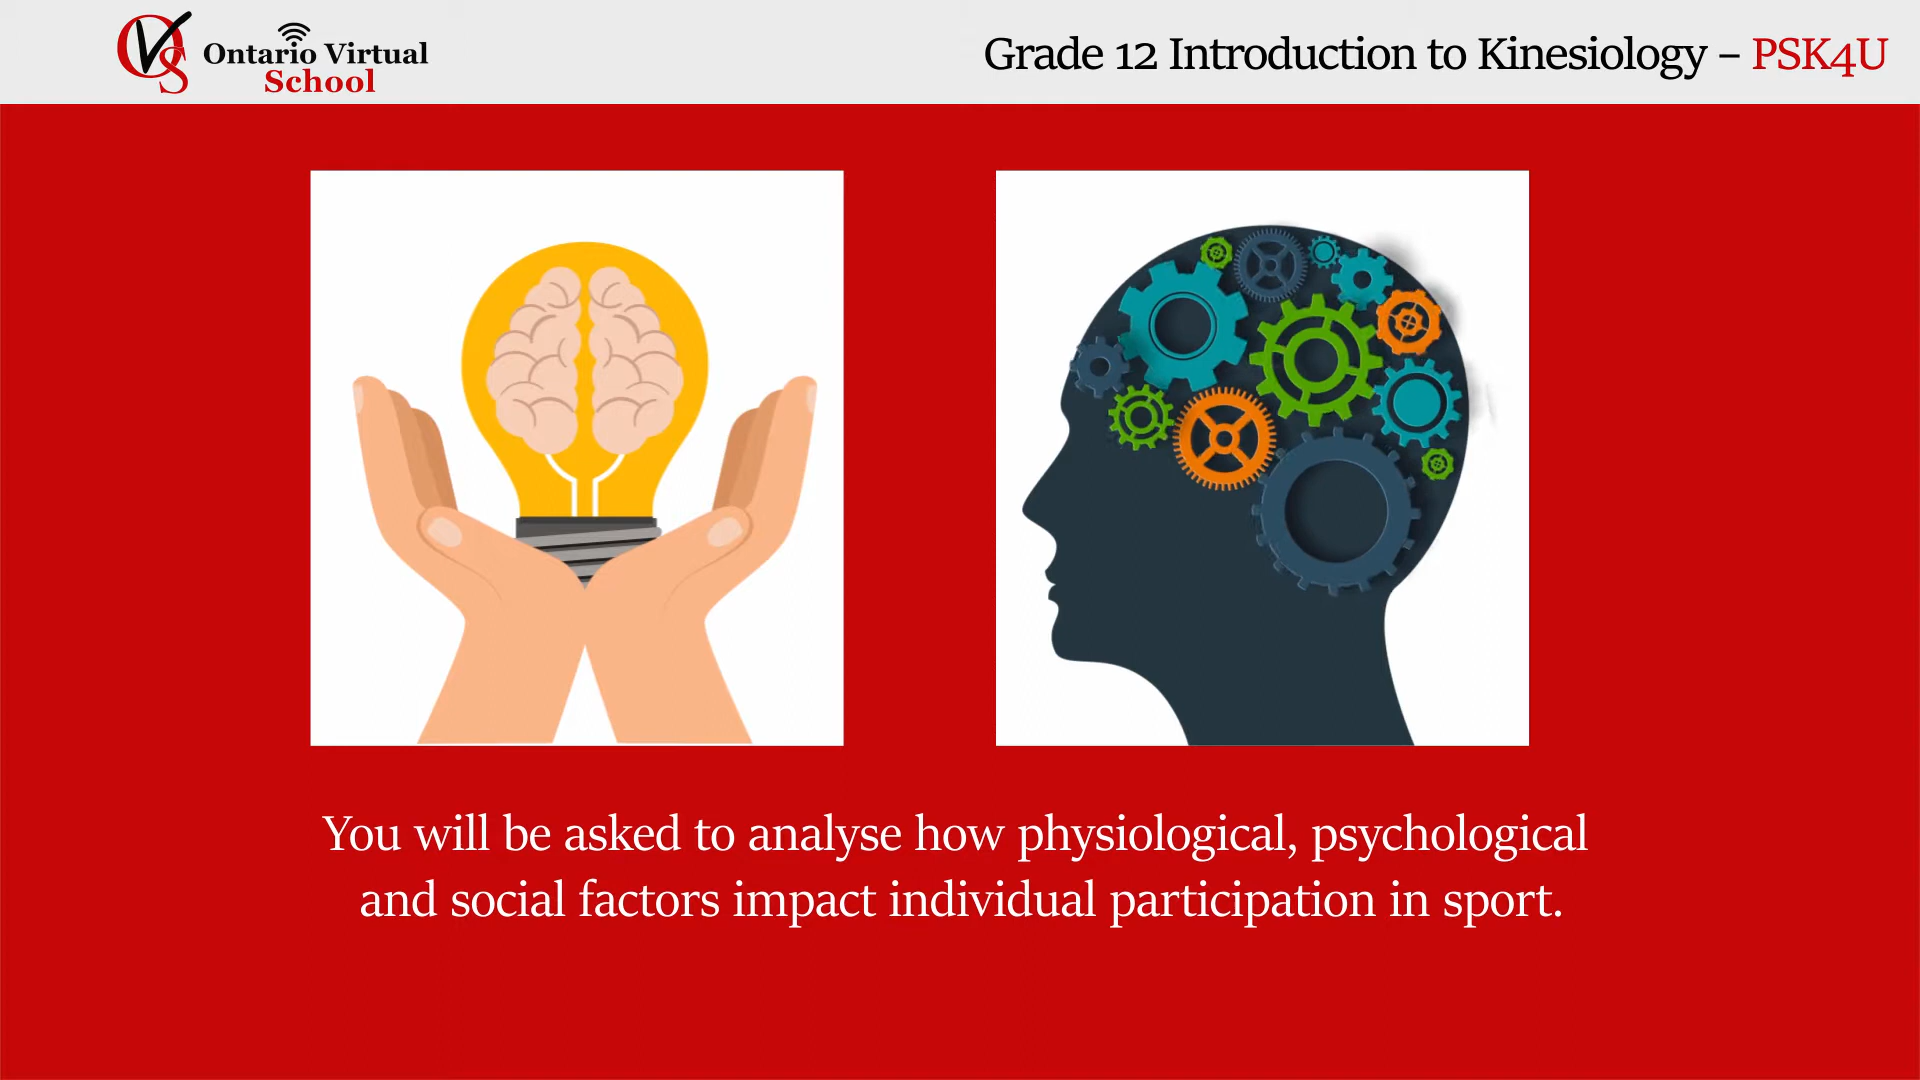 OVS
Ontario Virtual
School
Grade 12 Introduction to Kinesiology – PSK4U
You will be asked to analyse how physiological, psychological
and social factors impact individual participation in sport.